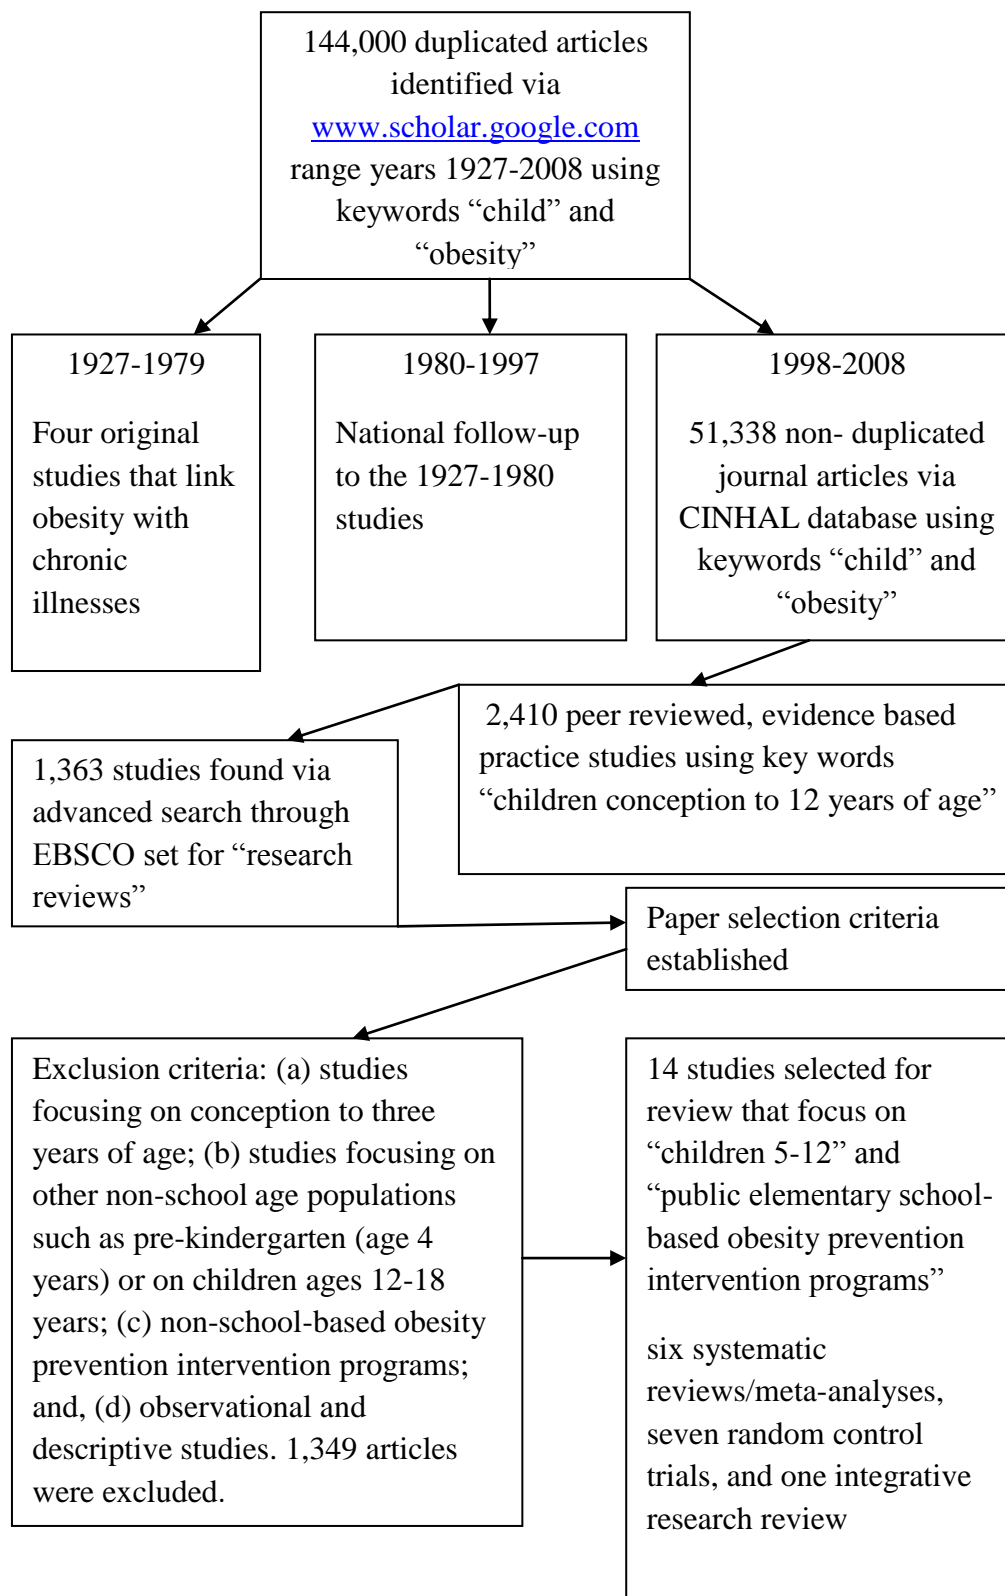 144,000 duplicated articles
identified via
www.scholar.google.com
range years 1927-2008 using
keywords “child” and
“obesity”
1927-1979
Four original
studies that link
obesity with
chronic
illnesses
1980-1997
National follow-up
to the 1927-1980
studies
1998-2008
51,338 non- duplicated
journal articles via
CINHAL database using
keywords “child” and
“obesity”
2,410 peer reviewed, evidence based
practice studies using key words
“children conception to 12 years of age”
1,363 studies found via
advanced search through
EBSCO set for “research
reviews”
Paper selection criteria
established
Exclusion criteria: (a) studies
focusing on conception to three
years of age; (b) studies focusing on
other non-school age populations
such as pre-kindergarten (age 4
years) or on children ages 12-18
years; (c) non-school-based obesity
prevention intervention programs;
and, (d) observational and
descriptive studies. 1,349 articles
were excluded.
14 studies selected for
review that focus on
“children 5-12” and
“public elementary school-
based obesity prevention
intervention programs”
six systematic
reviews/meta-analyses,
seven random control
trials, and one integrative
research review